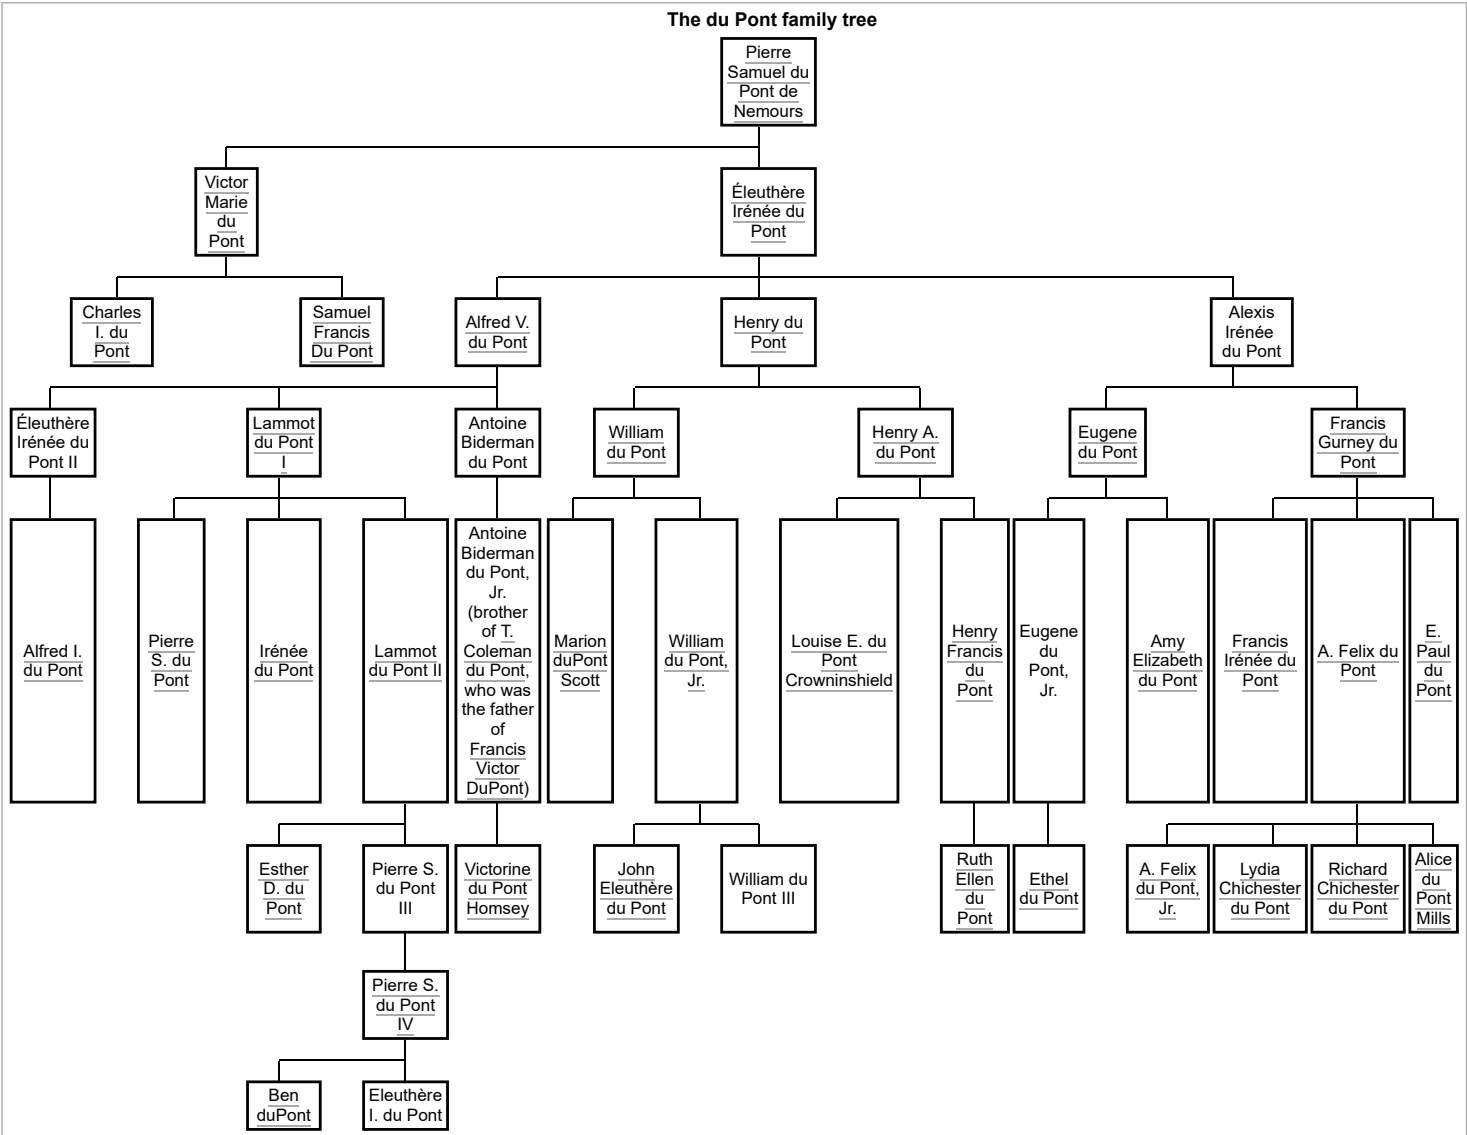 The du Pont family tree
Pierre
Samuel du
Pont de
Nemours
Victor
Marie
du
Pont
Éleuthère
Irénée du
Pont
Charles
I. du
Pont
Samuel
Francis
Du Pont
Alfred V.
du Pont
Henry du
Pont
Alexis
Irénée
du Pont
Éleuthère
Irénée du
Pont II
Lammot
du Pont
I
Antoine
Biderman
du Pont
William
du Pont
Henry A.
du Pont
Eugene
du Pont
Francis
Gurney du
Pont
Alfred I.
du Pont
Pierre
S. du
Pont
Irénée
du Pont
Lammot
du Pont II
Antoine
Biderman
du Pont,
Jr.
(brother
of T.
Coleman
du Pont,
who was
the father
of
Francis
Victor
DuPont)
Marion
duPont
Scott
William
du Pont,
Jr.
Louise E. du
Pont
Crowninshield
Henry
Francis
du
Pont
Eugene
du
Pont,
Jr.
Amy
Elizabeth
du Pont
Francis
Irénée du
Pont
A. Felix du
Pont
E.
Paul
du
Pont
Esther
D. du
Pont
Pierre S.
du Pont
III
Victorine
du Pont
Homsey
John
Eleuthère
du Pont
William du
Pont III
Ruth
Ellen
du
Pont
Ethel
du Pont
A. Felix
du Pont,
Jr.
Lydia
Chichester
du Pont
Richard
Chichester
du Pont
Alice
du
Pont
Mills
Pierre S.
du Pont
IV
Ben
duPont
Eleuthère
I. du Pont